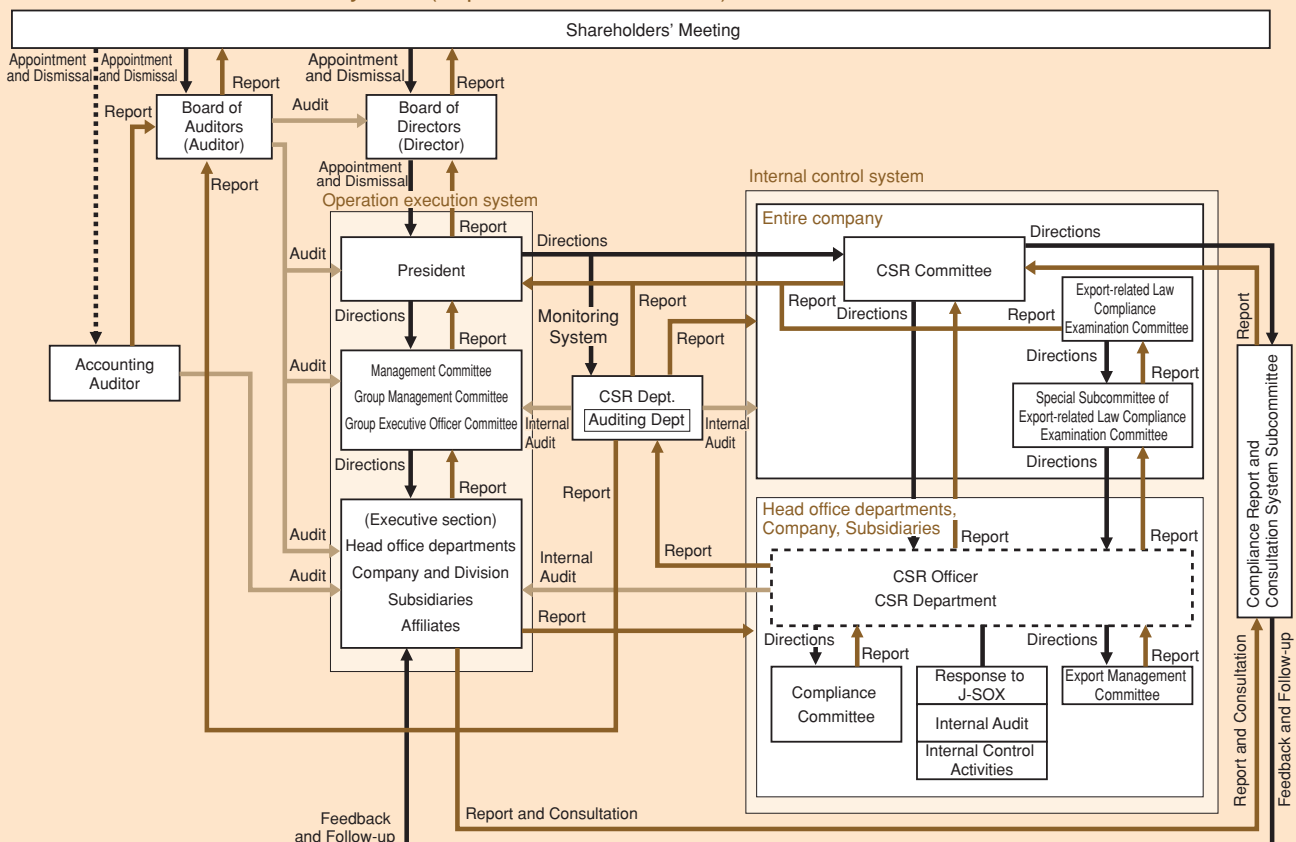 Shareholders' Meeting
Appointment
and Dismissal
Appointment
and Dismissal
Report
Appointment
and Dismissal
Report
Report
Board of
Auditors
(Auditor)
Audit
Board of
Directors
(Director)
Report
Appointment
and Dismissal
Operation execution system
Report
Internal control system
Entire company
Audit
President
Directions
CSR Committee
Directions
Directions
Report
Monitoring
System
Report
Report
Report
Directions
Report
Export-related Law
Compliance
Examination Committee
Report
Accounting
Auditor
Audit
Management Committee
Group Management Committee
Group Executive Officer Committee
Internal
Audit
CSR Dept.
Auditing Dept
Internal
Audit
Directions
Report
Special Subcommittee of
Export-related Law Compliance
Examination Committee
Directions
Compliance Report and
Consultation System Subcommittee
Directions
Report
Report
Audit
Audit
(Executive section)
Head office departments
Company and Division
Subsidiaries
Affiliates
Internal
Audit
Report
Report
Head office departments,
Company, Subsidiaries
Report
Report
CSR Officer
CSR Department
Directions
Report
Directions
Report
Compliance
Committee
Response to
J-SOX
Internal Audit
Internal Control
Activities
Export Management
Committee
Report and Consultation
Feedback and Follow-up
Feedback
and Follow-up
Report and Consultation